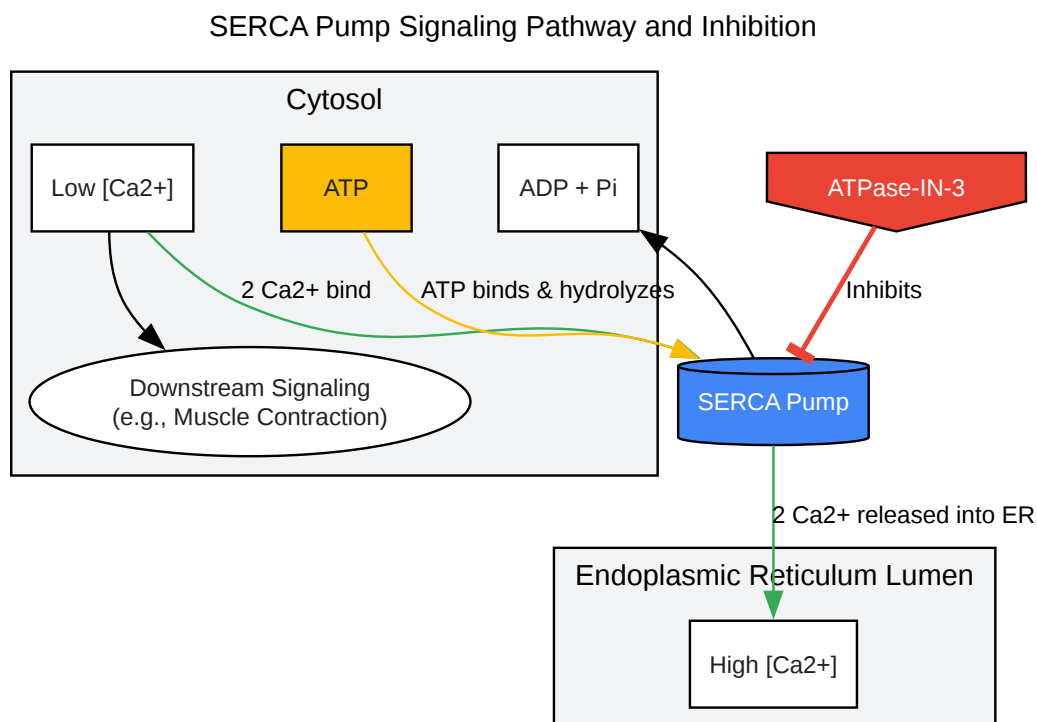 SERCA Pump Signaling Pathway and Inhibition
Cytosol
Low [Ca2+]
ATP
ADP + Pi
ATPase-IN-3
2 Ca2+ bind
ATP binds & hydrolyzes
Inhibits
Downstream Signaling
(e.g., Muscle Contraction)
SERCA Pump
2 Ca2+ released into ER
Endoplasmic Reticulum Lumen
High [Ca2+]